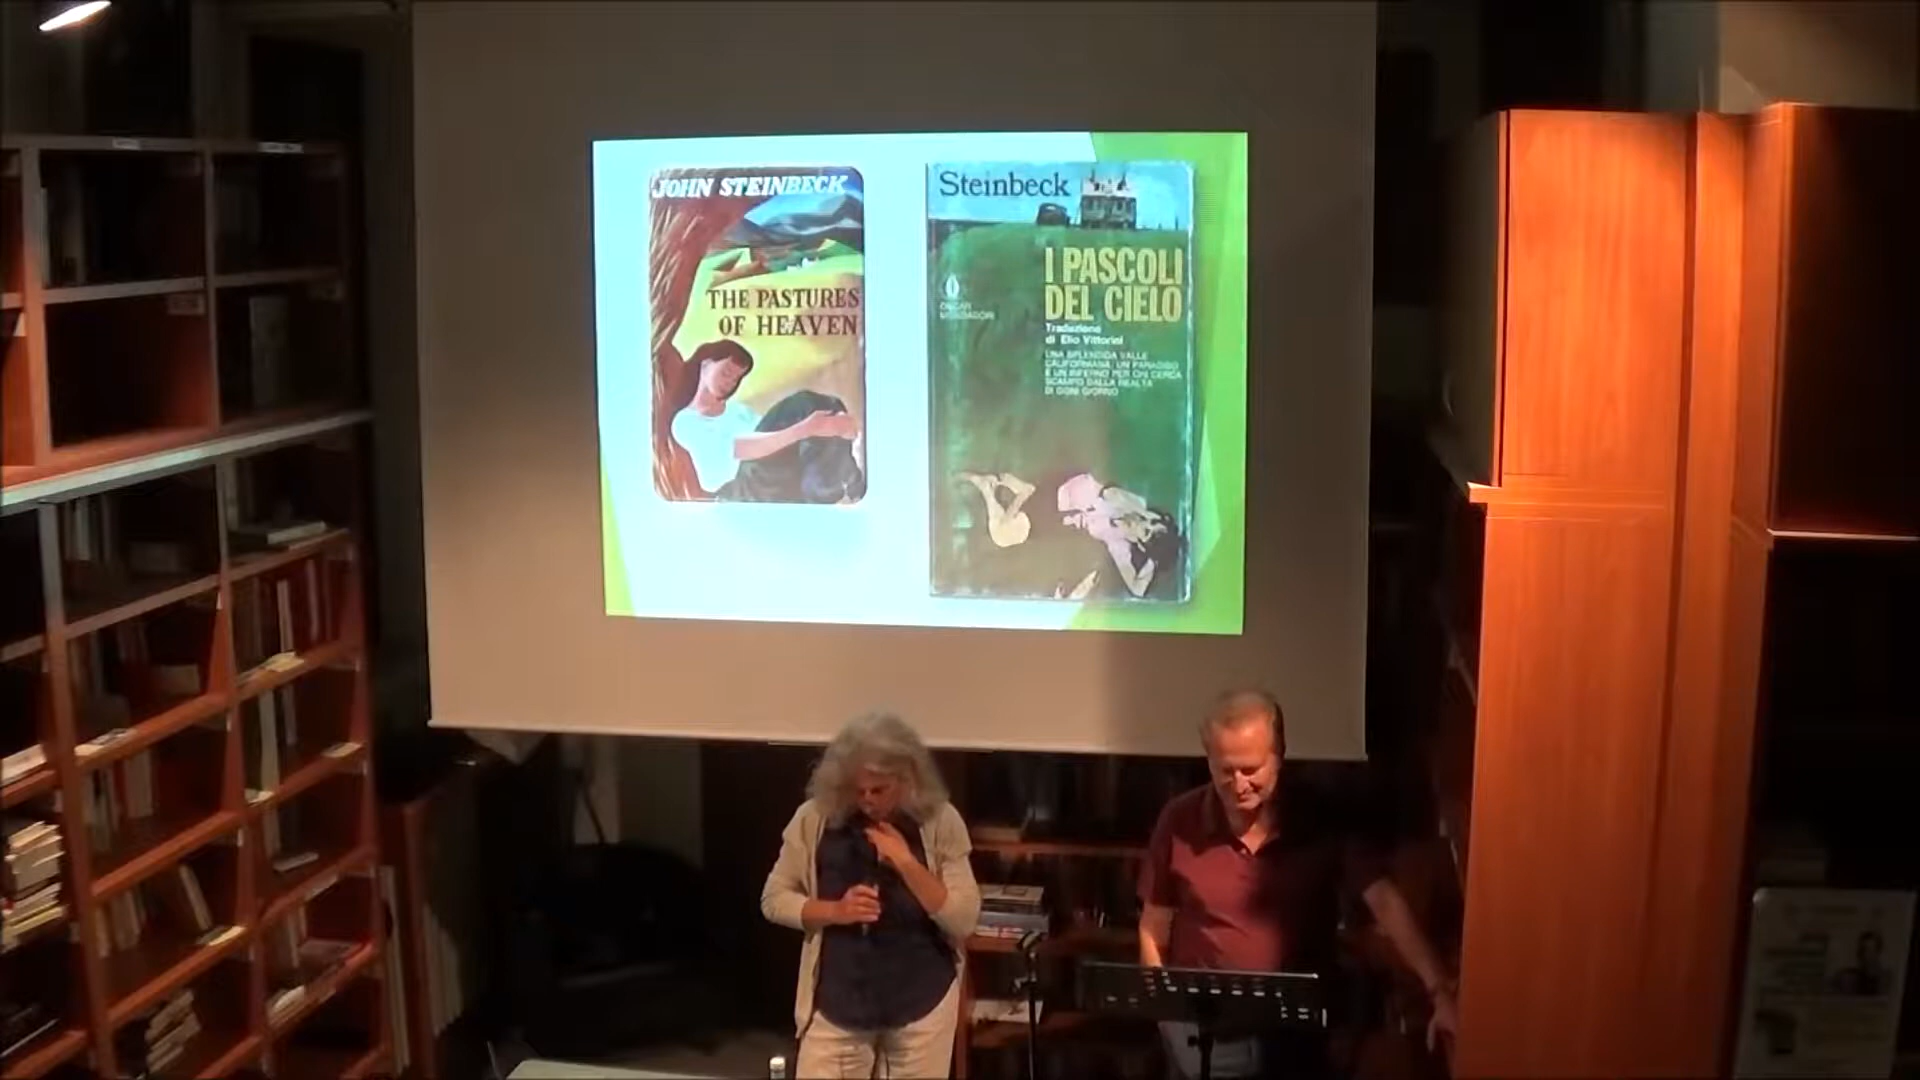 JOHN STEINBECK
THE PASTURES
OF HEAVEN
Steinbeck
I PASCOLI
DEL CIELO
OSCAR
MONDADORI
Traduzione
di Elio Vittorini
UNA SPLENDIDA VALLE
CALIFORNIANA: UN PARADISO
E UN INFERNO PER CHI CERCA
SCAMPO DALLA REALTÀ
DI OGNI GIORNO